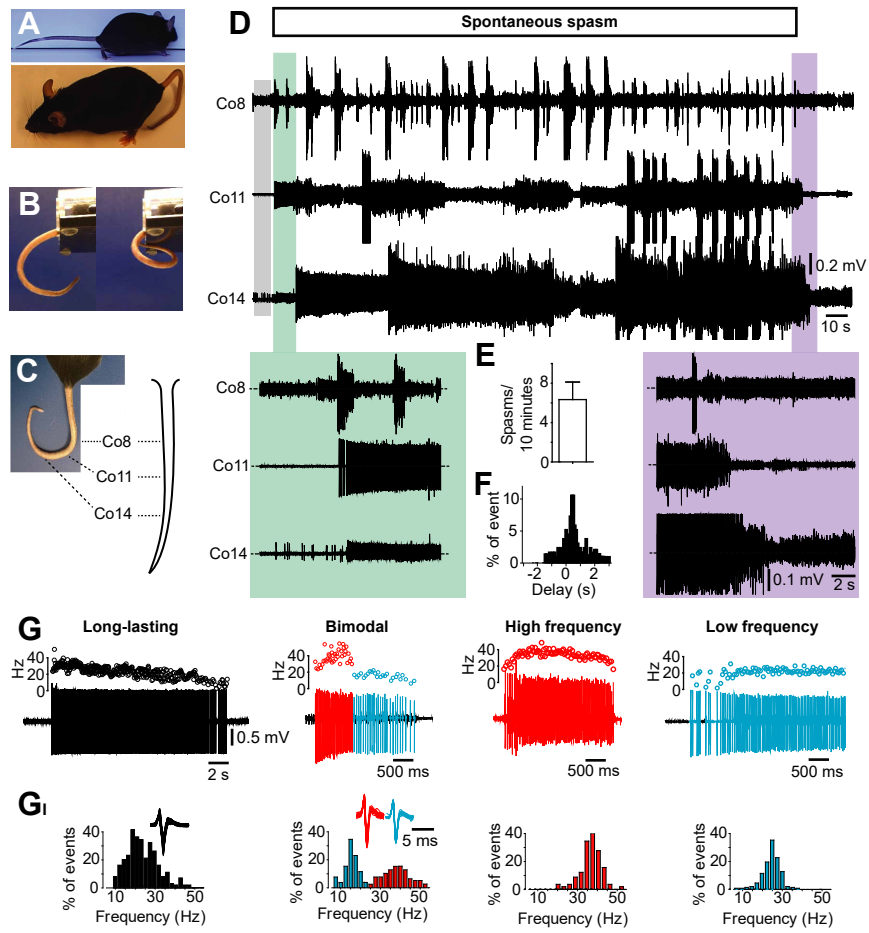 A
D
Spontaneous spasm
Co8
Co11
Co14
0.2 mV
10 s
B
C
Co8
Co11
Co14
Co8
Co11
Co14
E
Spasms/
10 minutes
8
4
0
F
% of event
10
5
0
-2 0 2
Delay (s)
0.1 mV
2 s
G
Long-lasting
Bimodal
High frequency
Low frequency
Hz
40
20
0
Hz
40
20
0
Hz
40
20
0
Hz
40
20
0
0.5 mV
2 s
500 ms
500 ms
500 ms
GI
5 ms
% of events
40
20
0
10 30 50
Frequency (Hz)
% of events
40
20
0
10 30 50
Frequency (Hz)
% of events
40
20
0
10 30 50
Frequency (Hz)
% of events
40
20
0
10 30 50
Frequency (Hz)